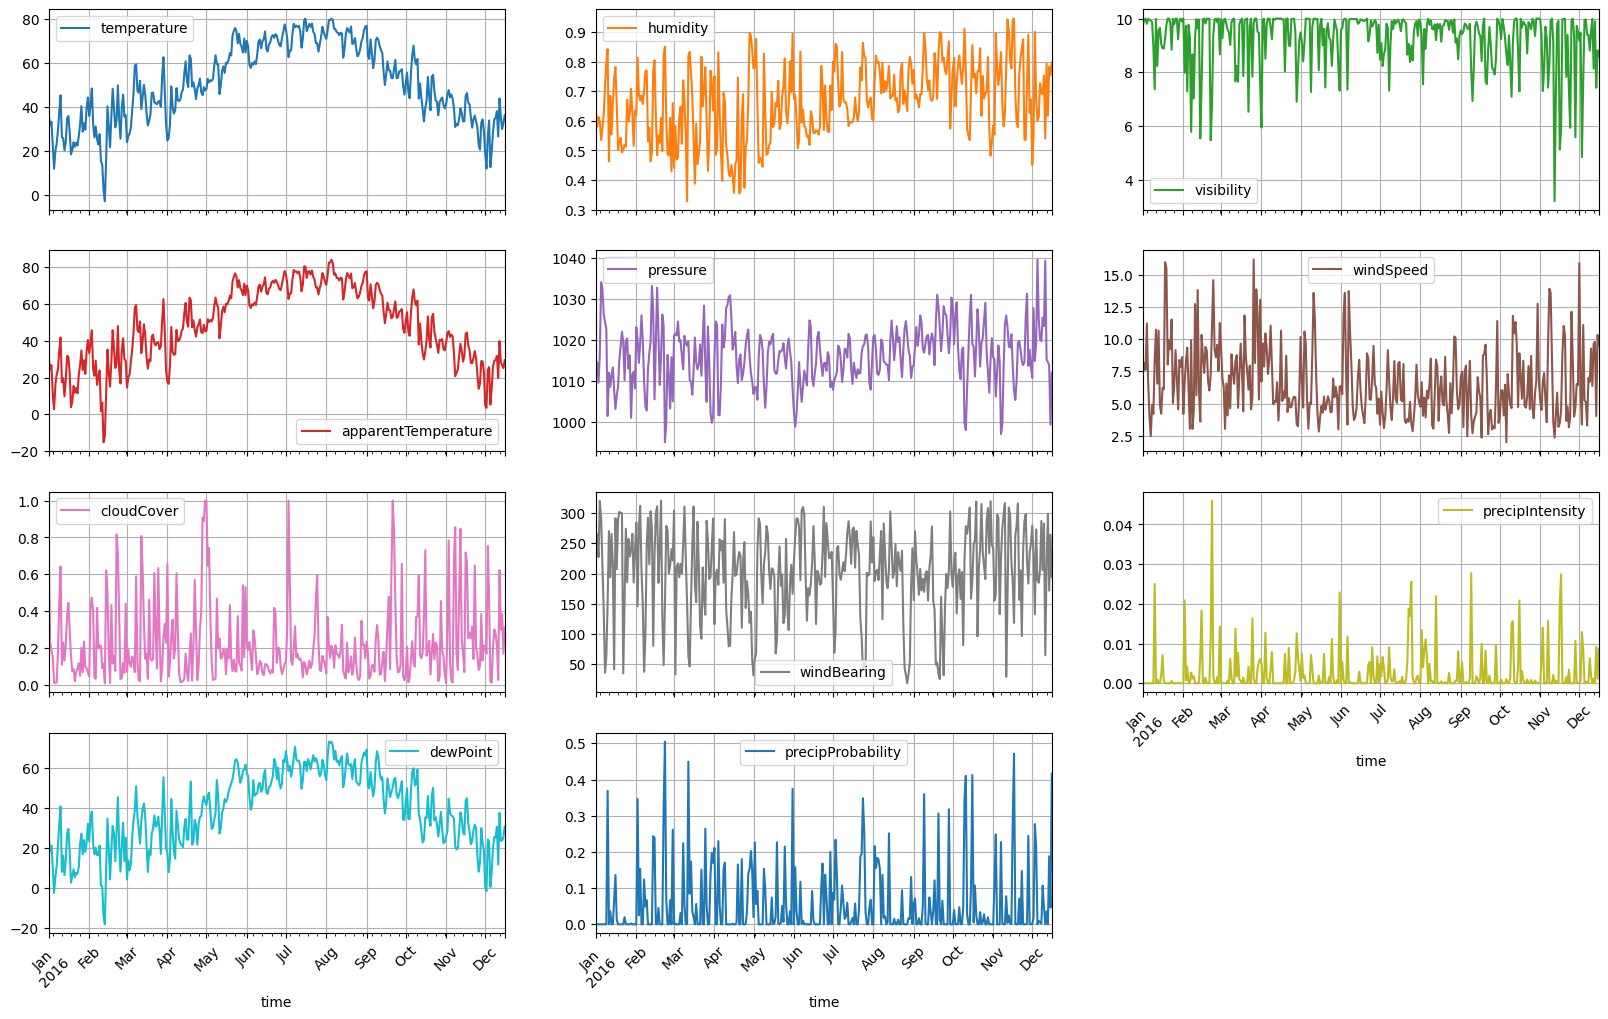 temperature
80
60
40
20
0
humidity
0.9
0.8
0.7
0.6
0.5
0.4
0.3
visibility
10
8
6
4
apparentTemperature
80
60
40
20
0
−20
pressure
1040
1030
1020
1010
1000
windSpeed
15.0
12.5
10.0
7.5
5.0
2.5
cloudCover
1.0
0.8
0.6
0.4
0.2
0.0
windBearing
300
250
200
150
100
50
precipIntensity
0.04
0.03
0.02
0.01
0.00
Jan
2016
Feb
Mar
Apr
May
Jun
Jul
Aug
Sep
Oct
Nov
Dec
time
dewPoint
60
40
20
0
−20
Jan
2016
Feb
Mar
Apr
May
Jun
Jul
Aug
Sep
Oct
Nov
Dec
time
precipProbability
0.5
0.4
0.3
0.2
0.1
0.0
Jan
2016
Feb
Mar
Apr
May
Jun
Jul
Aug
Sep
Oct
Nov
Dec
time